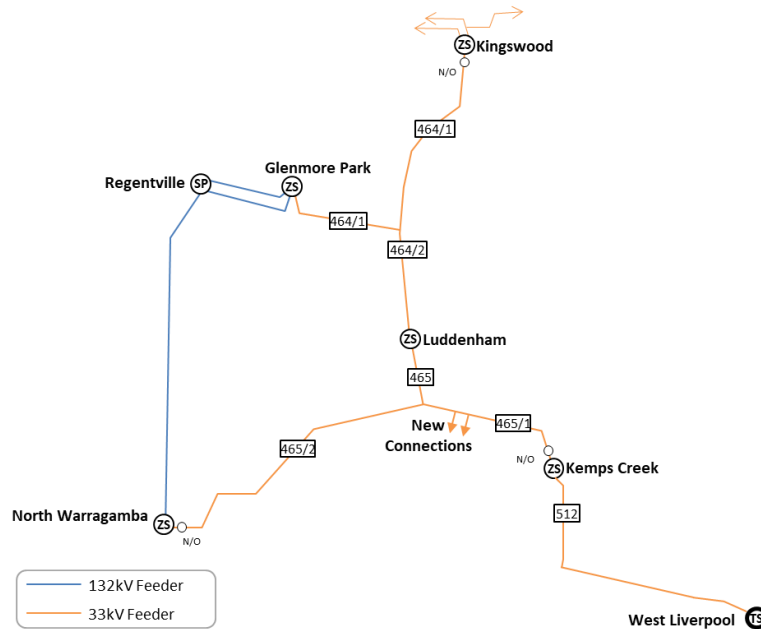 ZS Kingswood
N/O
464/1
Glenmore Park
Regentville SP
ZS
464/1
464/2
ZS Luddenham
465
New
Connections
465/1
465/2
N/O
ZS Kemps Creek
North Warragamba
ZS
512
N/O
132kV Feeder
33kV Feeder
West Liverpool TS